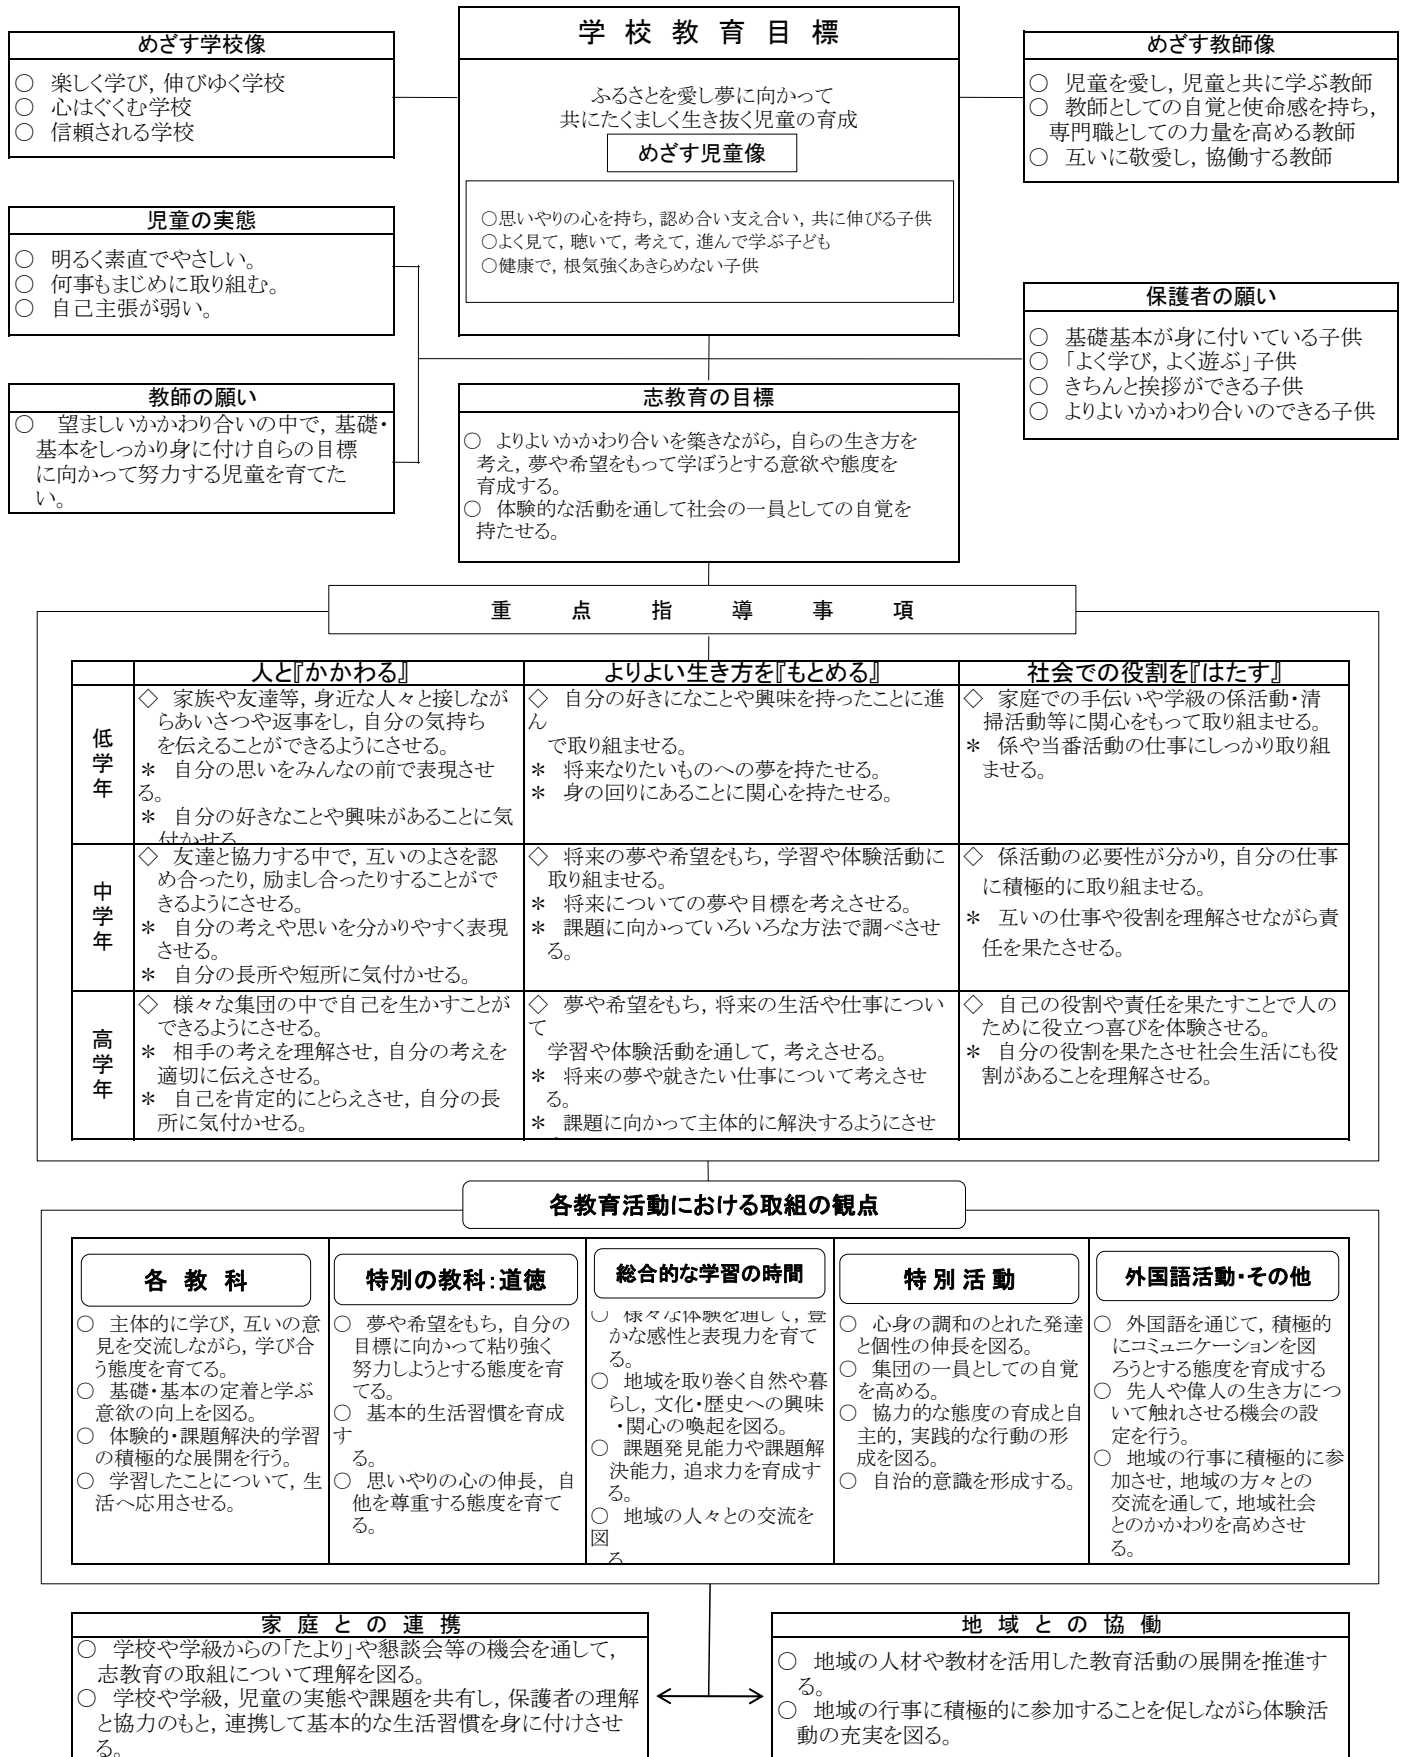 学校教育目標
ふるさとを愛し夢に向かって
共にたくましく生き抜く児童の育成
めざす児童像
○思いやりの心を持ち，認め合い支え合い，共に伸びる子供
○よく見て，聴いて，考えて，進んで学ぶ子ども
○健康で，根気強くあきらめない子供
めざす学校像
○　楽しく学び，伸びゆく学校
○　心はぐくむ学校
○　信頼される学校
めざす教師像
○　児童を愛し，児童と共に学ぶ教師
○　教師としての自覚と使命感を持ち，
専門職としての力量を高める教師
○　互いに敬愛し，協働する教師
児童の実態
○　明るく素直でやさしい。
○　何事もまじめに取り組む。
○　自己主張が弱い。
保護者の願い
○　基礎基本が身に付いている子供
○　「よく学び，よく遊ぶ」子供
○　きちんと挨拶ができる子供
○　よりよいかかわり合いのできる子供
教師の願い
○　望ましいかかわり合いの中で，基礎・
基本をしっかり身に付け自らの目標
に向かって努力する児童を育てた
い。
志教育の目標
○　よりよいかかわり合いを築きながら，自らの生き方を
考え，夢や希望をもって学ぼうとする意欲や態度を
育成する。
○　体験的な活動を通して社会の一員としての自覚を
持たせる。
重点指導事項
人と『かかわる』
よりよい生き方を『もとめる』
社会での役割を『はたす』
低学年
◇　家族や友達等，身近な人々と接しなが
らあいさつや返事をし，自分の気持ち
を伝えることができるようにさせる。
＊　自分の思いをみんなの前で表現させ
る。
＊　自分の好きなことや興味があることに気
付かせる
◇　自分の好きになことや興味を持ったことに進
ん
で取り組ませる。
＊　将来なりたいものへの夢を持たせる。
＊　身の回りにあることに関心を持たせる。
◇　家庭での手伝いや学級の係活動・清
掃活動等に関心をもって取り組ませる。
＊　係や当番活動の仕事にしっかり取り組
ませる。
中学年
◇　友達と協力する中で，互いのよさを認
め合ったり，励まし合ったりすることがで
きるようにさせる。
＊　自分の考えや思いを分かりやすく表現
させる。
＊　自分の長所や短所に気付かせる。
◇　将来の夢や希望をもち，学習や体験活動に
取り組ませる。
＊　将来についての夢や目標を考えさせる。
＊　課題に向かっていろいろな方法で調べさせ
る。
◇　係活動の必要性が分かり，自分の仕事
に積極的に取り組ませる。
＊　互いの仕事や役割を理解させながら責
任を果たさせる。
高学年
◇　様々な集団の中で自己を生かすことが
できるようにさせる。
＊　相手の考えを理解させ，自分の考えを
適切に伝えさせる。
＊　自己を肯定的にとらえさせ，自分の長
所に気付かせる。
◇　夢や希望をもち，将来の生活や仕事につい
て
学習や体験活動を通して，考えさせる。
＊　将来の夢や就きたい仕事について考えさせ
る。
＊　課題に向かって主体的に解決するようにさせ
◇　自己の役割や責任を果たすことで人の
ために役立つ喜びを体験させる。
＊　自分の役割を果たさせ社会生活にも役
割があることを理解させる。
各教育活動における取組の観点
各教科
○　主体的に学び，互いの意
見を交流しながら，学び合
う態度を育てる。
○　基礎・基本の定着と学ぶ
意欲の向上を図る。
○　体験的・課題解決的学習
の積極的な展開を行う。
○　学習したことについて，生
活へ応用させる。
特別の教科：道徳
○　夢や希望をもち，自分の
目標に向かって粘り強く
努力しようとする態度を育
てる。
○　基本的生活習慣を育成
す
る。
○　思いやりの心の伸長，自
他を尊重する態度を育て
る。
総合的な学習の時間
○　様々な体験を通して，豊
かな感性と表現力を育て
る。
○　地域を取り巻く自然や暮
らし，文化・歴史への興味
・関心の喚起を図る。
○　課題発見能力や課題解
決能力，追求力を育成す
る。
○　地域の人々との交流を
図
る
特別活動
○　心身の調和のとれた発達
と個性の伸長を図る。
○　集団の一員としての自覚
を高める。
○　協力的な態度の育成と自
主的，実践的な行動の形
成を図る。
○　自治的意識を形成する。
外国語活動・その他
○　外国語を通じて，積極的
にコミュニケーションを図
ろうとする態度を育成する
○　先人や偉人の生き方につ
いて触れさせる機会の設
定を行う。
○　地域の行事に積極的に参
加させ，地域の方々との
交流を通して，地域社会
とのかかわりを高めさせ
る。
家庭との連携
○　学校や学級からの「たより」や懇談会等の機会を通して，
志教育の取組について理解を図る。
○　学校や学級，児童の実態や課題を共有し，保護者の理解
と協力のもと，連携して基本的な生活習慣を身に付けさせ
る。
地域との協働
○　地域の人材や教材を活用した教育活動の展開を推進す
る。
○　地域の行事に積極的に参加することを促しながら体験活
動の充実を図る。